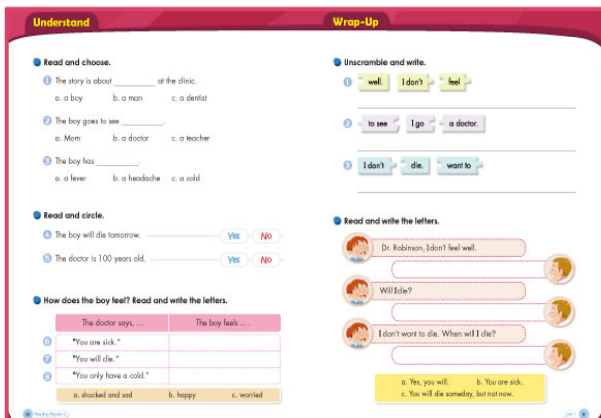 Understand
Read and choose.
1 The story is about __________ at the clinic.
a. a boy b. a man c. a dentist
2 The boy goes to see __________.
a. Mom b. a doctor c. a teacher
3 The boy has __________.
a. a fever b. a headache c. a cold
Read and circle.
4 The boy will die tomorrow. Yes No
5 The doctor is 100 years old. Yes No
How does the boy feel? Read and write the letters.
The doctor says, ... The boy feels ... .
6 "You are sick."
7 "You will die."
8 "You only have a cold."
a. shocked and sad b. happy c. worried
Wrap-Up
Unscramble and write.
1 well. I don't feel
2 to see I go a doctor.
3 I don't die. want to
Read and write the letters.
Dr. Robinson, I don't feel well.
Will I die?
I don't want to die. When will I die?
a. Yes, you will. b. You are sick.
c. You will die someday, but not now.